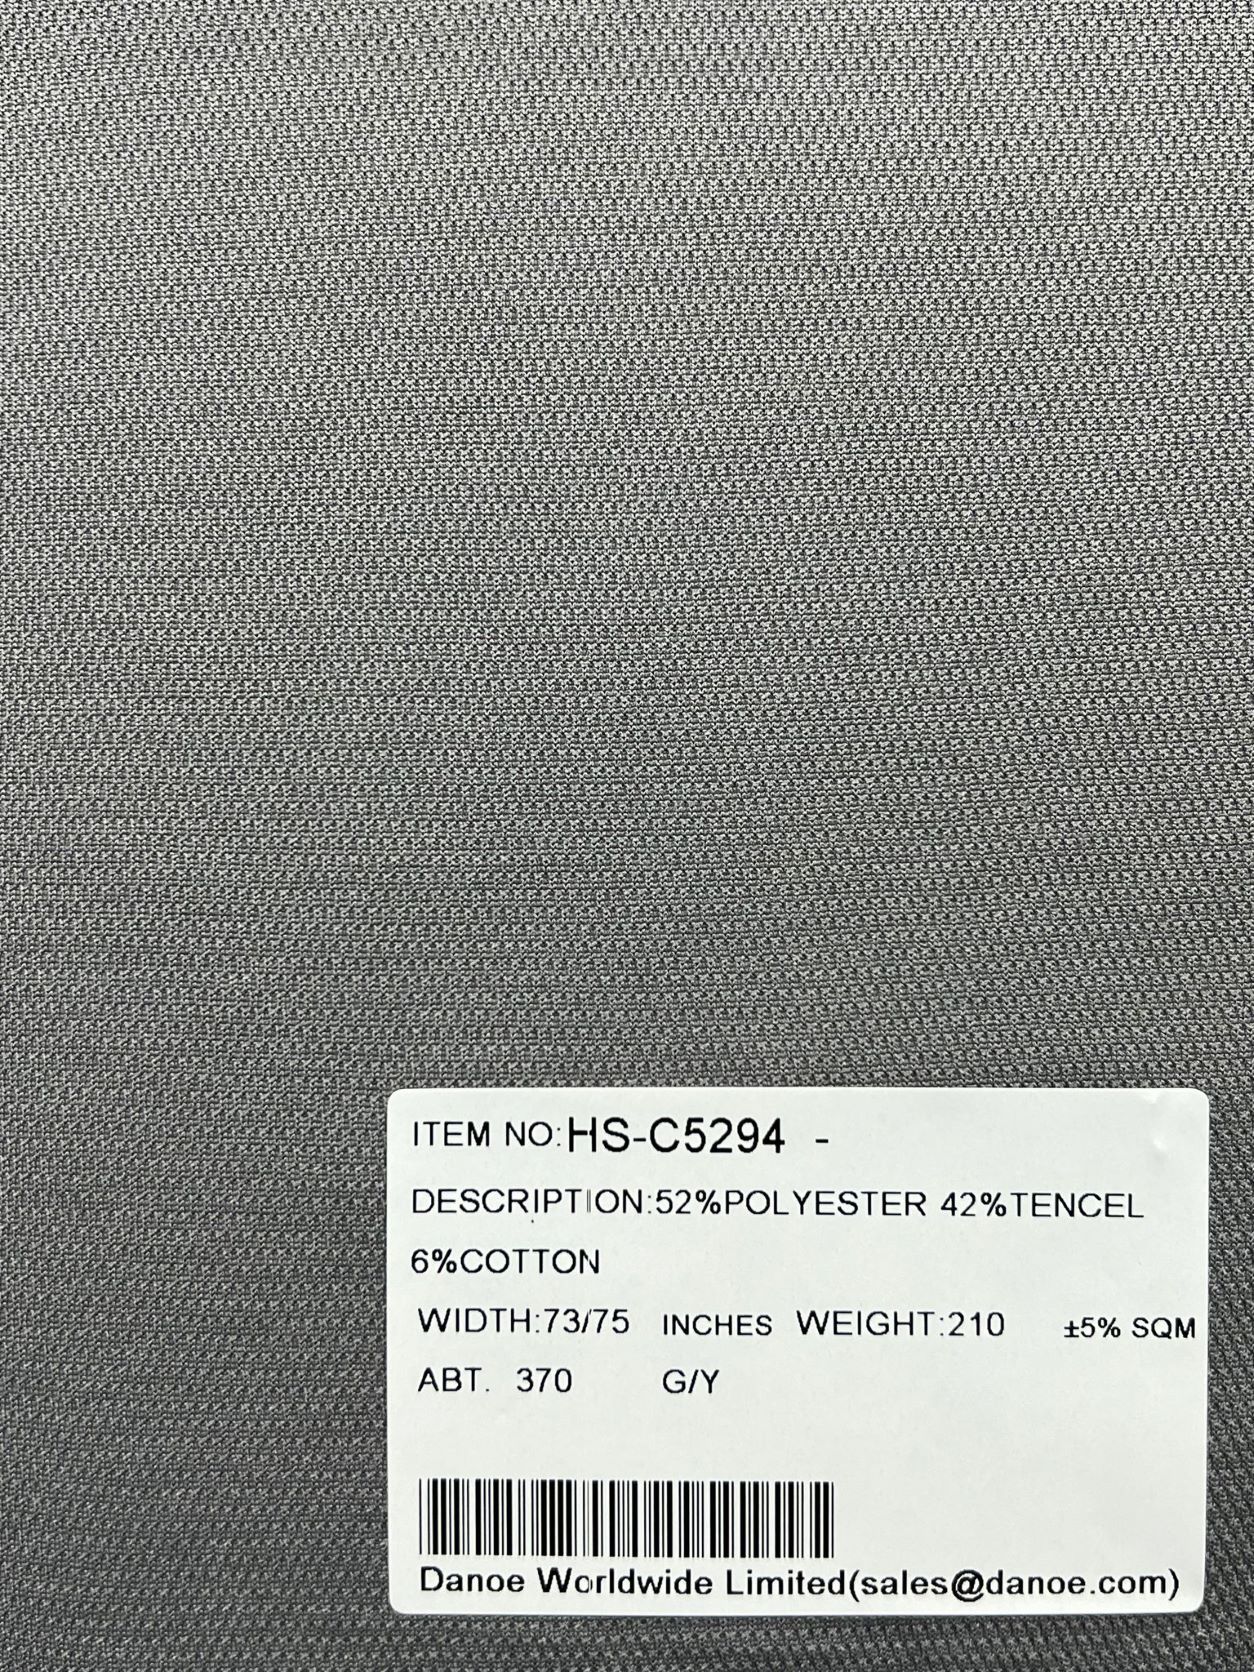 ITEM NO:HS-C5294 -
DESCRIPTION:52%POLYESTER 42%TENCEL
6%COTTON
WIDTH:73/75 INCHES WEIGHT:210 ±5% SQM
ABT. 370 G/Y
Danoe Worldwide Limited(sales@danoe.com)